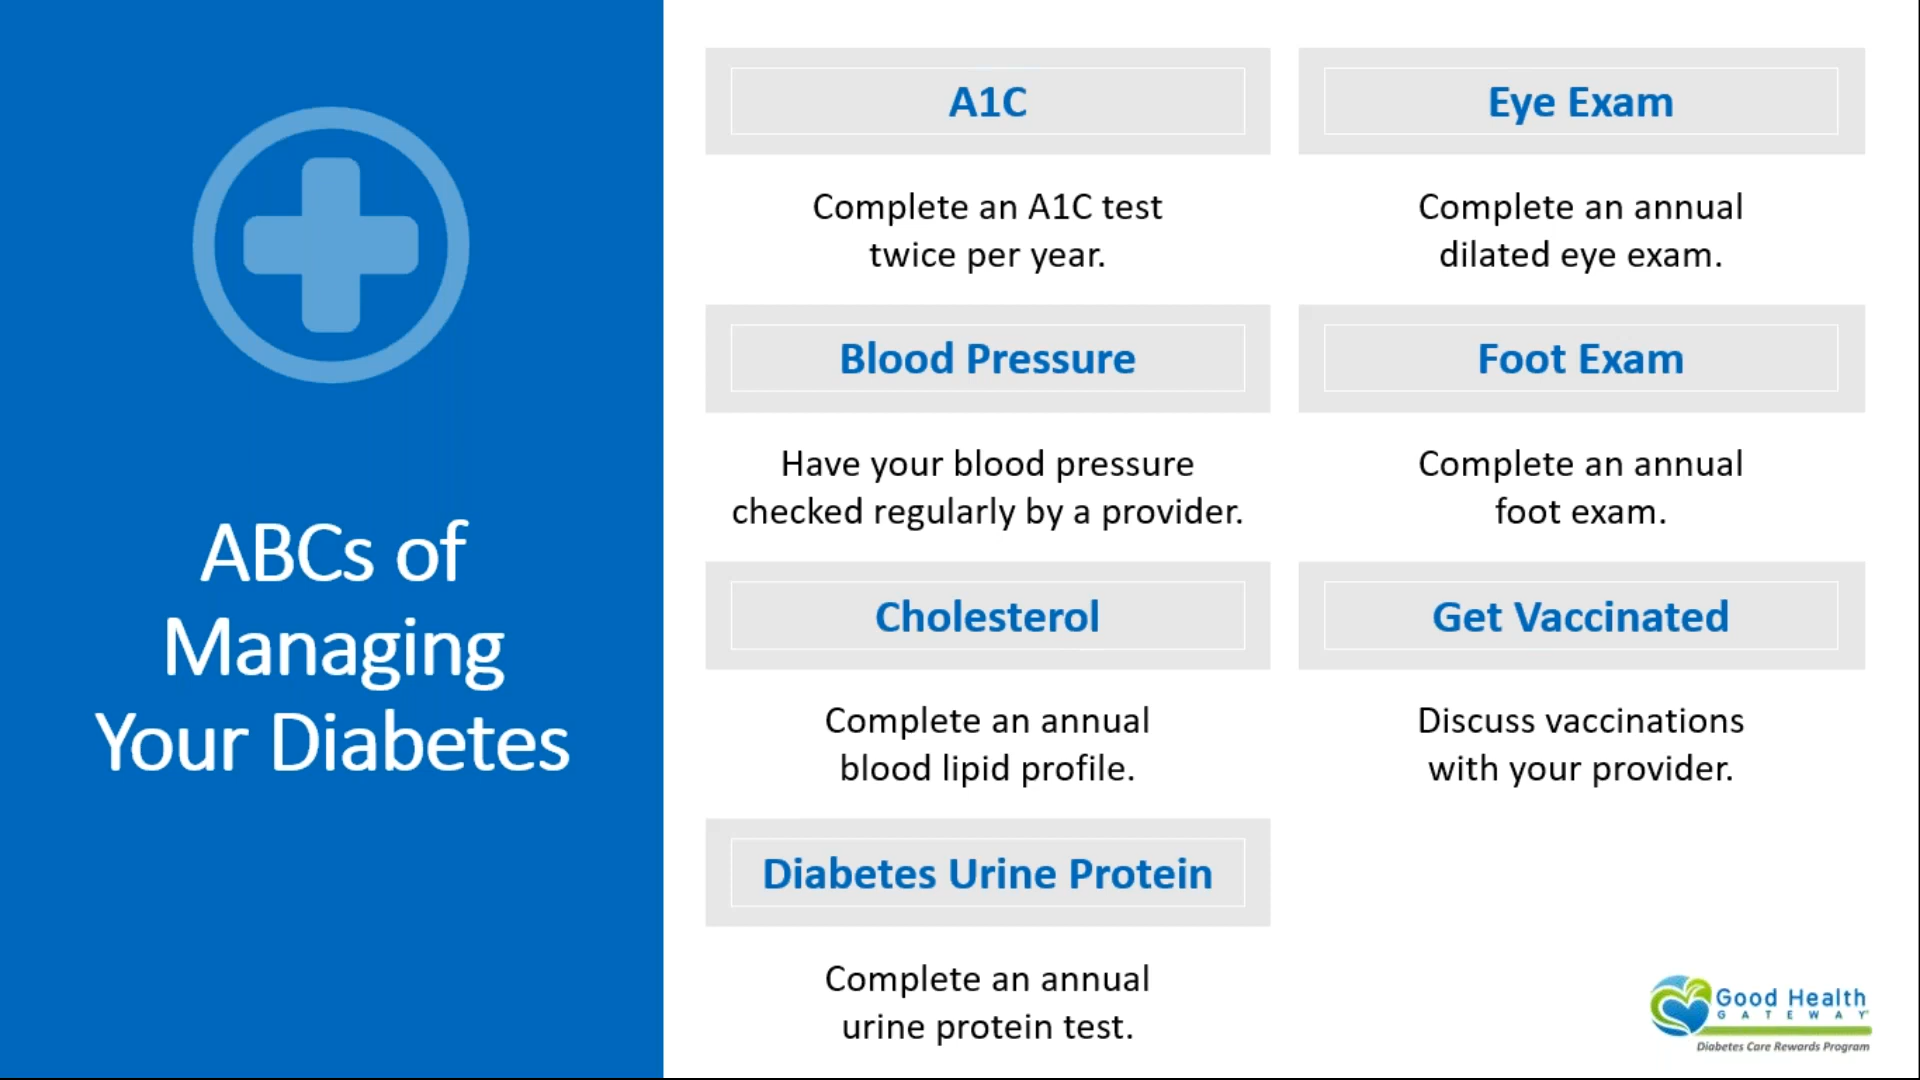 ABCs of
Managing
Your Diabetes
A1C
Complete an A1C test
twice per year.
Blood Pressure
Have your blood pressure
checked regularly by a provider.
Cholesterol
Complete an annual
blood lipid profile.
Diabetes Urine Protein
Complete an annual
urine protein test.
Eye Exam
Complete an annual
dilated eye exam.
Foot Exam
Complete an annual
foot exam.
Get Vaccinated
Discuss vaccinations
with your provider.
Good Health
GATEWAY
Diabetes Care Rewards Program